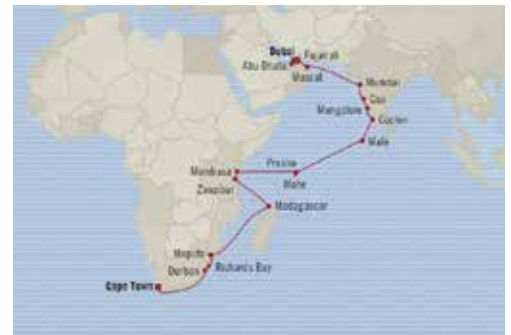 Dubai
Fujairah
Abu Dhabi
Muscat
Mumbai
Goa
Mangalore
Cochin
Male
Mombasa
Praslin
Zanzibar
Mahe
Madagascar
Maputo
Durban
Richards Bay
Cape Town